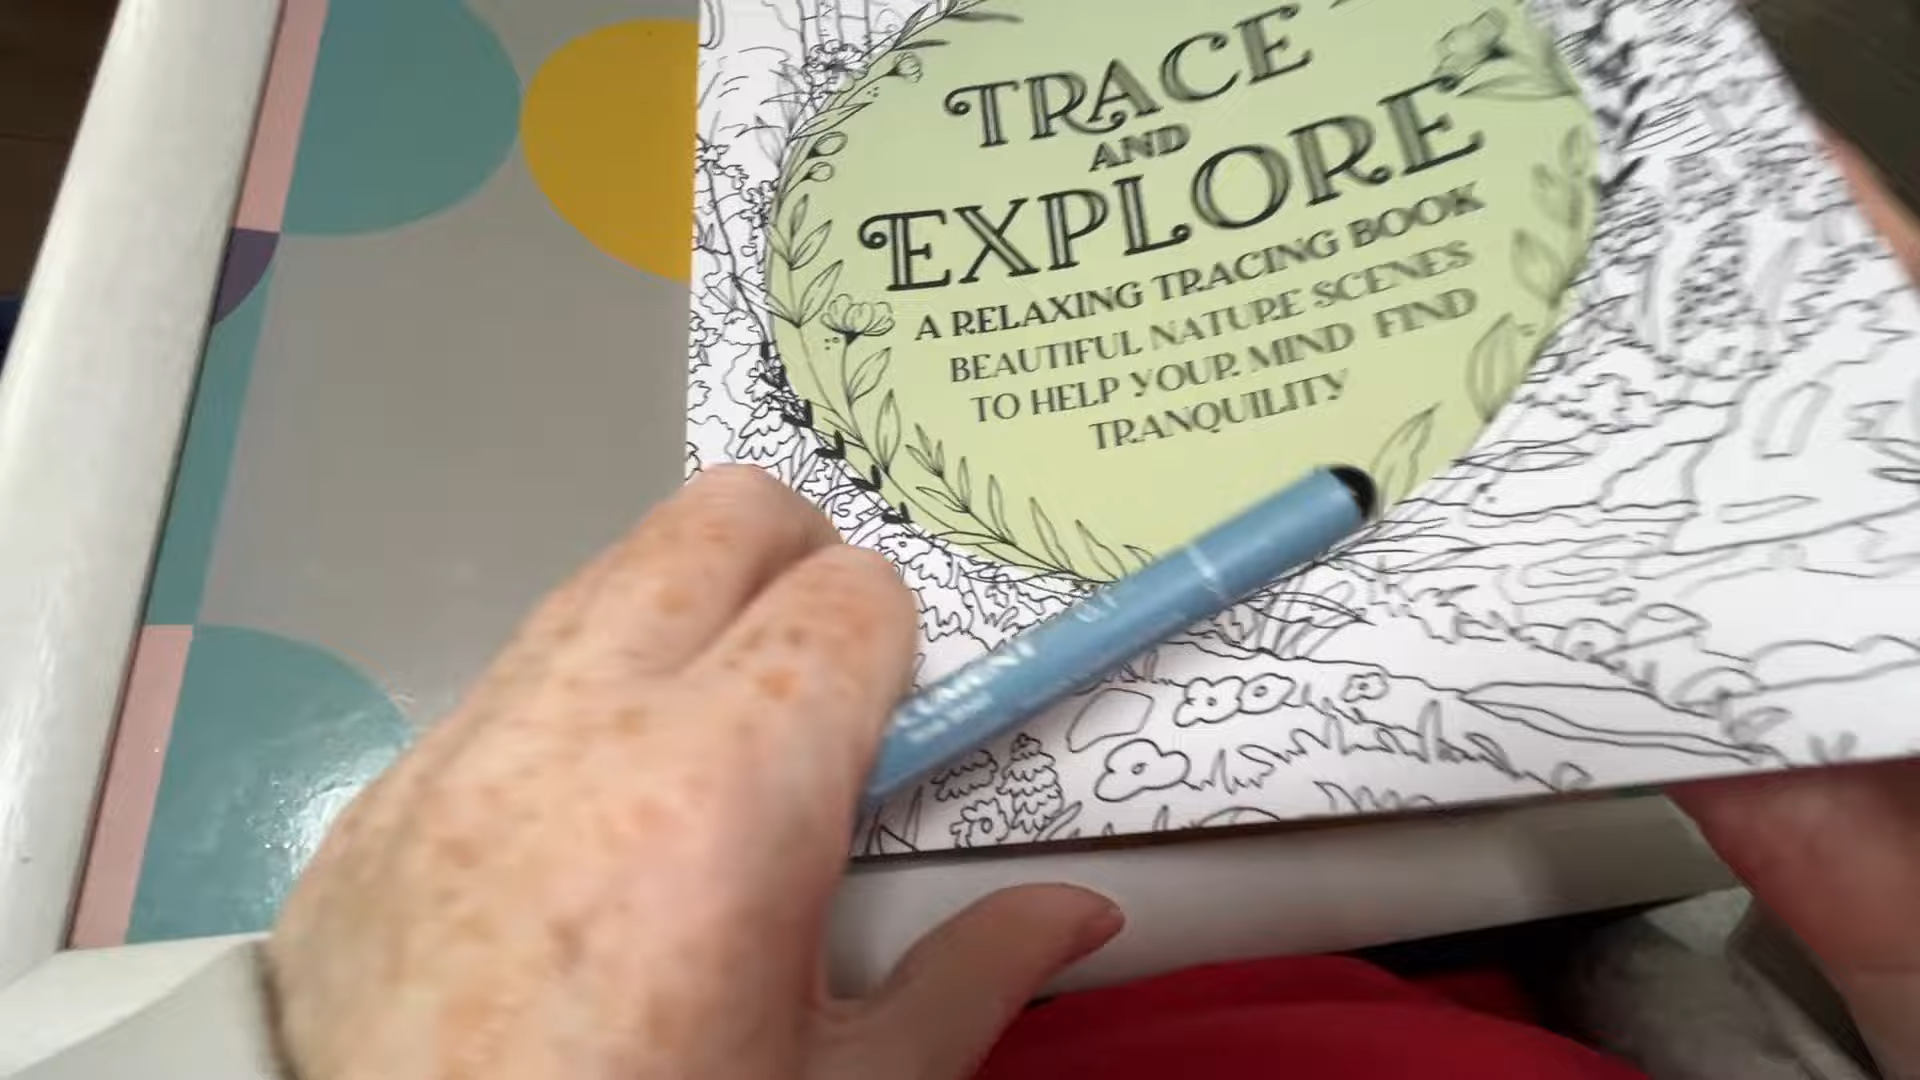 TRACE
AND
EXPLORE
A RELAXING TRACING BOOK
BEAUTIFUL NATURE SCENES
TO HELP YOUR MIND FIND
TRANQUILITY